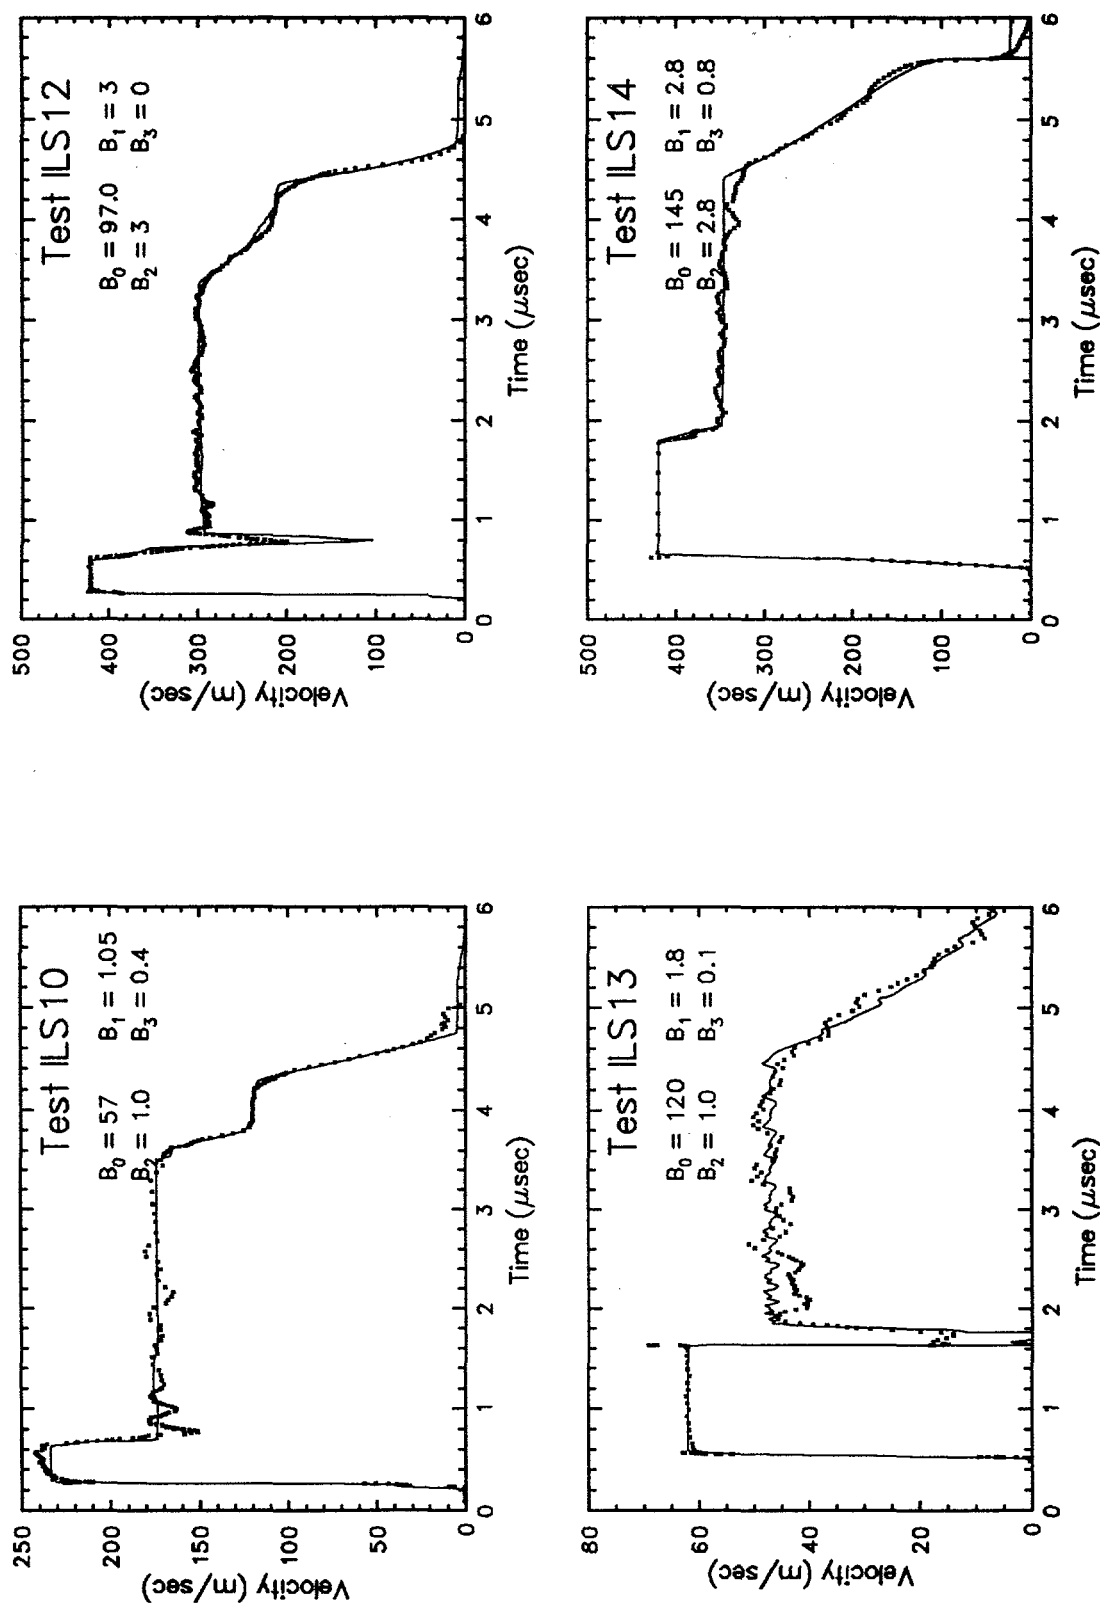 Test ILS10
B₀ = 57 B₁ = 1.05
B₂ = 1.0 B₃ = 0.4
Velocity (m/sec)
250
200
150
100
50
0
0 1 2 3 4 5 6
Time (μsec)
Test ILS12
B₀ = 97.0 B₁ = 3
B₂ = 3 B₃ = 0
Velocity (m/sec)
500
400
300
200
100
0
0 1 2 3 4 5 6
Time (μsec)
Test ILS13
B₀ = 120 B₁ = 1.8
B₂ = 1.0 B₃ = 0.1
Velocity (m/sec)
80
60
40
20
0
0 1 2 3 4 5 6
Time (μsec)
Test ILS14
B₀ = 145 B₁ = 2.8
B₂ = 2.8 B₃ = 0.8
Velocity (m/sec)
500
400
300
200
100
0
0 1 2 3 4 5 6
Time (μsec)